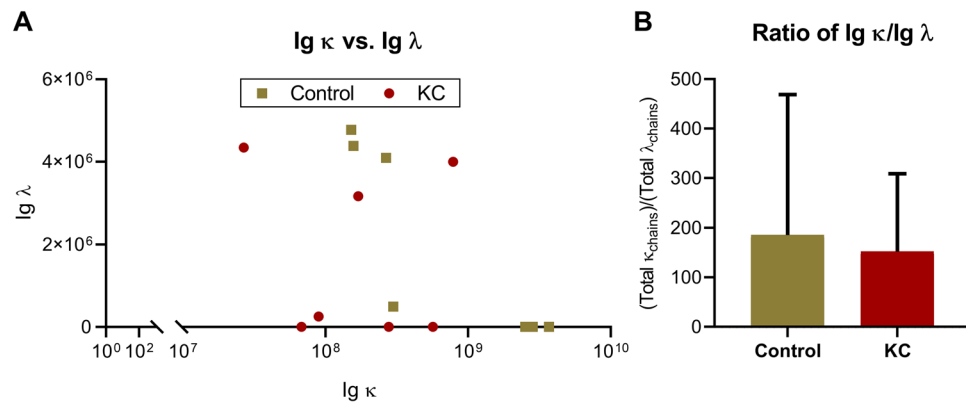 A
Ig κ vs. Ig λ
Control
KC
Ig λ
6×10⁶
4×10⁶
2×10⁶
0
10⁰
10²
10⁷
10⁸
10⁹
10¹⁰
Ig κ
B
Ratio of Ig κ/Ig λ
(Total κchains)/(Total λchains)
500
400
300
200
100
0
Control
KC